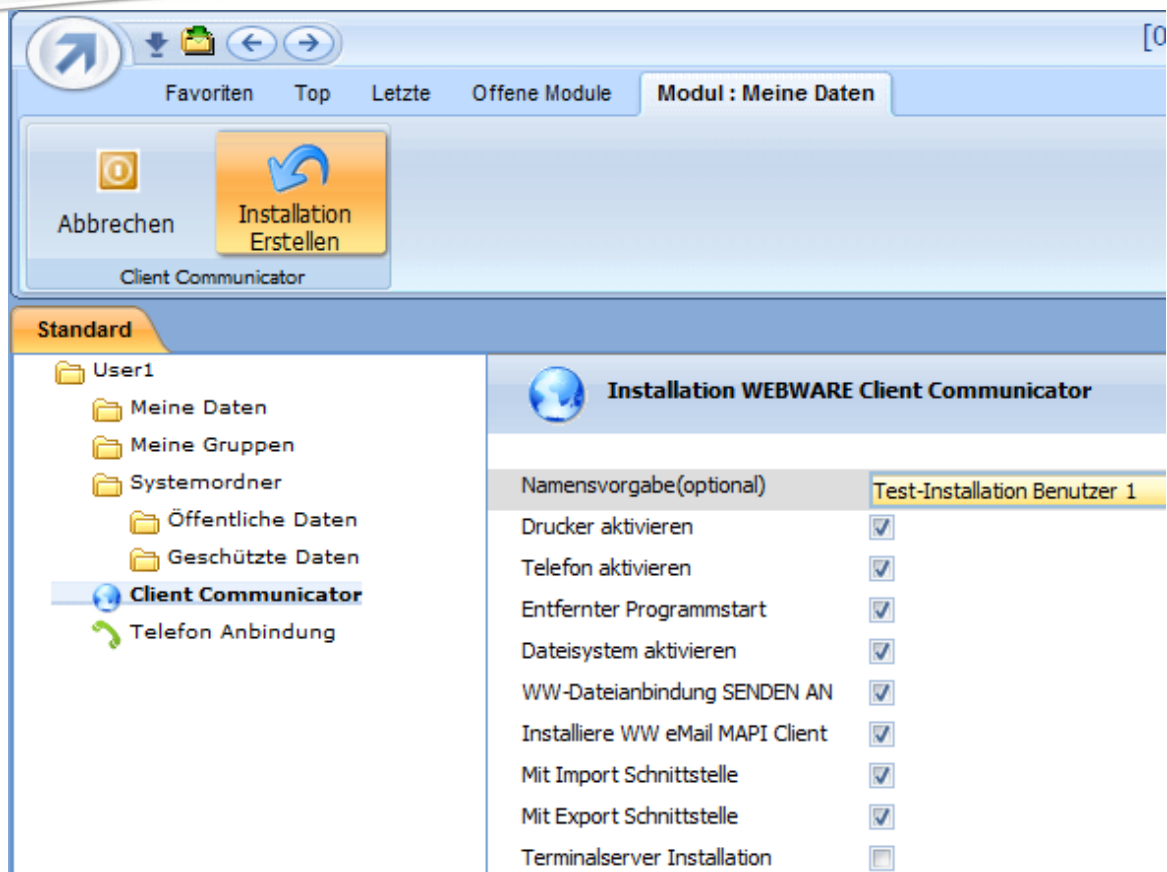 [0
Favoriten Top Letzte Offene Module Modul : Meine Daten
Abbrechen
Installation
Erstellen
Client Communicator
Standard
User1
Meine Daten
Meine Gruppen
Systemordner
Öffentliche Daten
Geschützte Daten
Client Communicator
Telefon Anbindung
Installation WEBWARE Client Communicator
Namensvorgabe(optional) Test-Installation Benutzer 1
Drucker aktivieren
Telefon aktivieren
Entfernter Programmstart
Dateisystem aktivieren
WW-Dateianbindung SENDEN AN
Installiere WW eMail MAPI Client
Mit Import Schnittstelle
Mit Export Schnittstelle
Terminalserver Installation